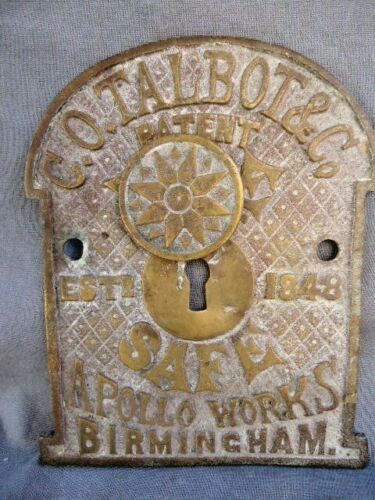 C.O. TALBOT & Co
PATENT
ESTD 1848
SAFE
APOLLO WORKS
BIRMINGHAM.